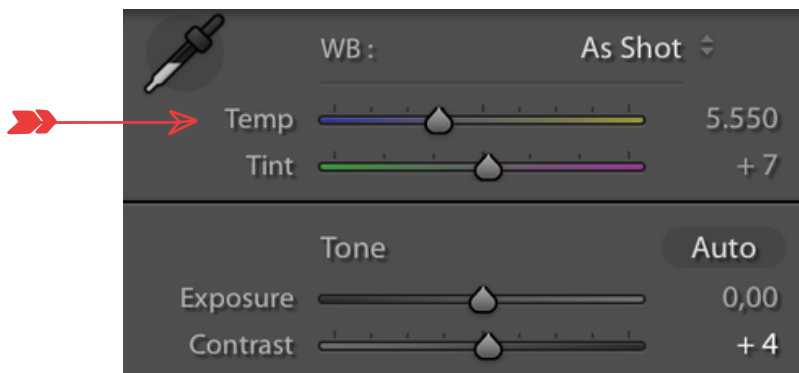 WB : As Shot
Temp 5.550
Tint + 7
Tone Auto
Exposure 0,00
Contrast + 4